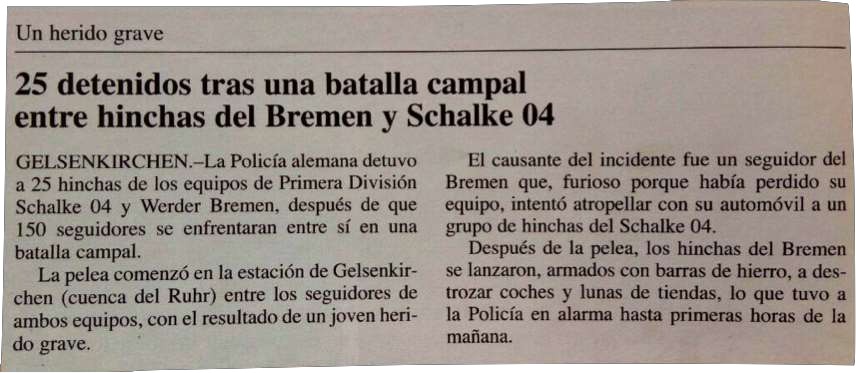 Un herido grave
25 detenidos tras una batalla campal
entre hinchas del Bremen y Schalke 04
GELSENKIRCHEN.–La Policía alemana detuvo
a 25 hinchas de los equipos de Primera División
Schalke 04 y Werder Bremen, después de que
150 seguidores se enfrentaran entre sí en una
batalla campal.
La pelea comenzó en la estación de Gelsenkir-
chen (cuenca del Ruhr) entre los seguidores de
ambos equipos, con el resultado de un joven heri-
do grave.
El causante del incidente fue un seguidor del
Bremen que, furioso porque había perdido su
equipo, intentó atropellar con su automóvil a un
grupo de hinchas del Schalke 04.
Después de la pelea, los hinchas del Bremen
se lanzaron, armados con barras de hierro, a des-
trozar coches y lunas de tiendas, lo que tuvo a
la Policía en alarma hasta primeras horas de la
mañana.